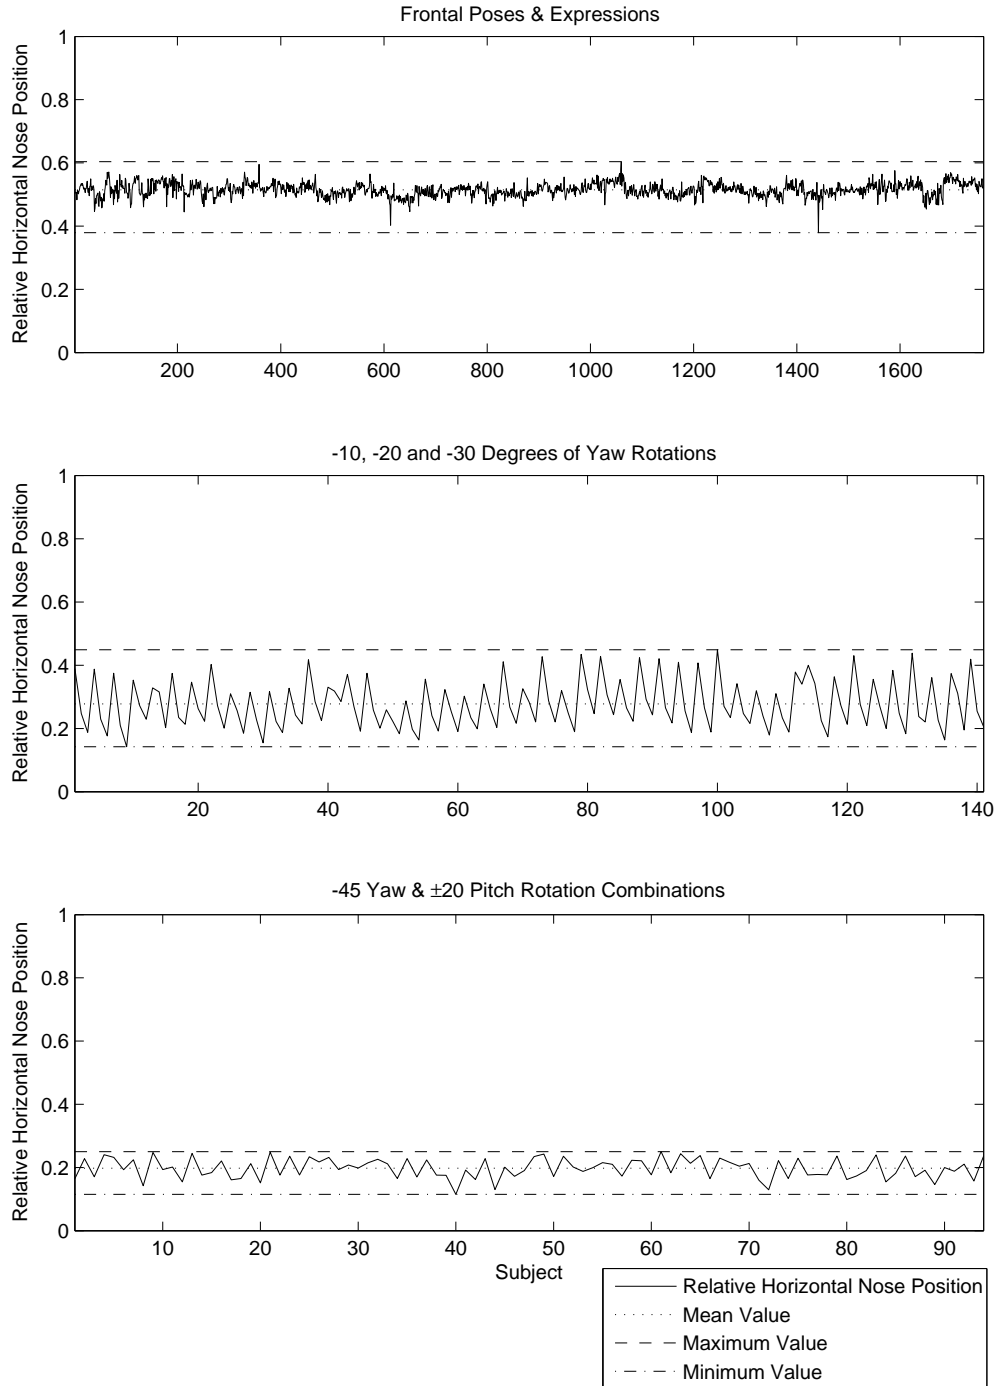 Frontal Poses & Expressions
Relative Horizontal Nose Position
1
0.8
0.6
0.4
0.2
0
200 400 600 800 1000 1200 1400 1600
-10, -20 and -30 Degrees of Yaw Rotations
Relative Horizontal Nose Position
1
0.8
0.6
0.4
0.2
0
20 40 60 80 100 120 140
-45 Yaw & ±20 Pitch Rotation Combinations
Relative Horizontal Nose Position
1
0.8
0.6
0.4
0.2
0
10 20 30 40 50 60 70 80 90
Subject
Relative Horizontal Nose Position
Mean Value
Maximum Value
Minimum Value